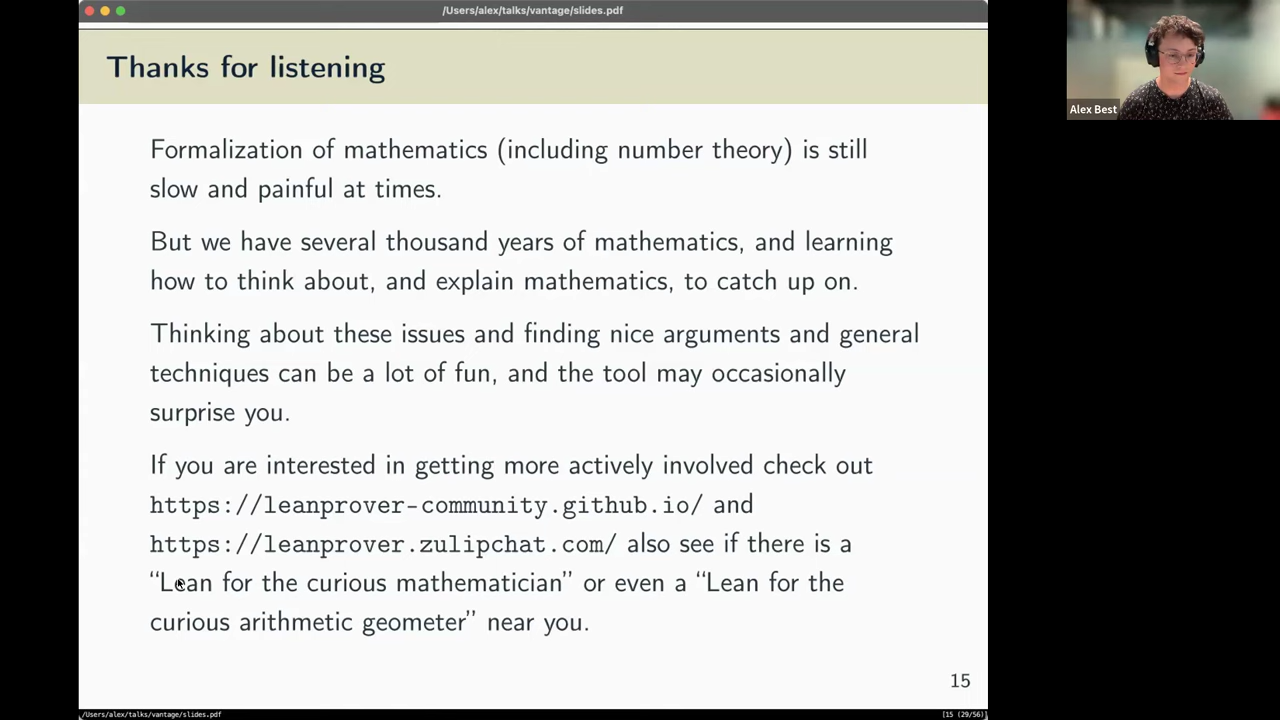 /Users/alex/talks/vantage/slides.pdf
Thanks for listening
Alex Best
Formalization of mathematics (including number theory) is still
slow and painful at times.
But we have several thousand years of mathematics, and learning
how to think about, and explain mathematics, to catch up on.
Thinking about these issues and finding nice arguments and general
techniques can be a lot of fun, and the tool may occasionally
surprise you.
If you are interested in getting more actively involved check out
https://leanprover-community.github.io/ and
https://leanprover.zulipchat.com/ also see if there is a
“Lean for the curious mathematician” or even a “Lean for the
curious arithmetic geometer” near you.
15
/Users/alex/talks/vantage/slides.pdf
[15 (29/56)]